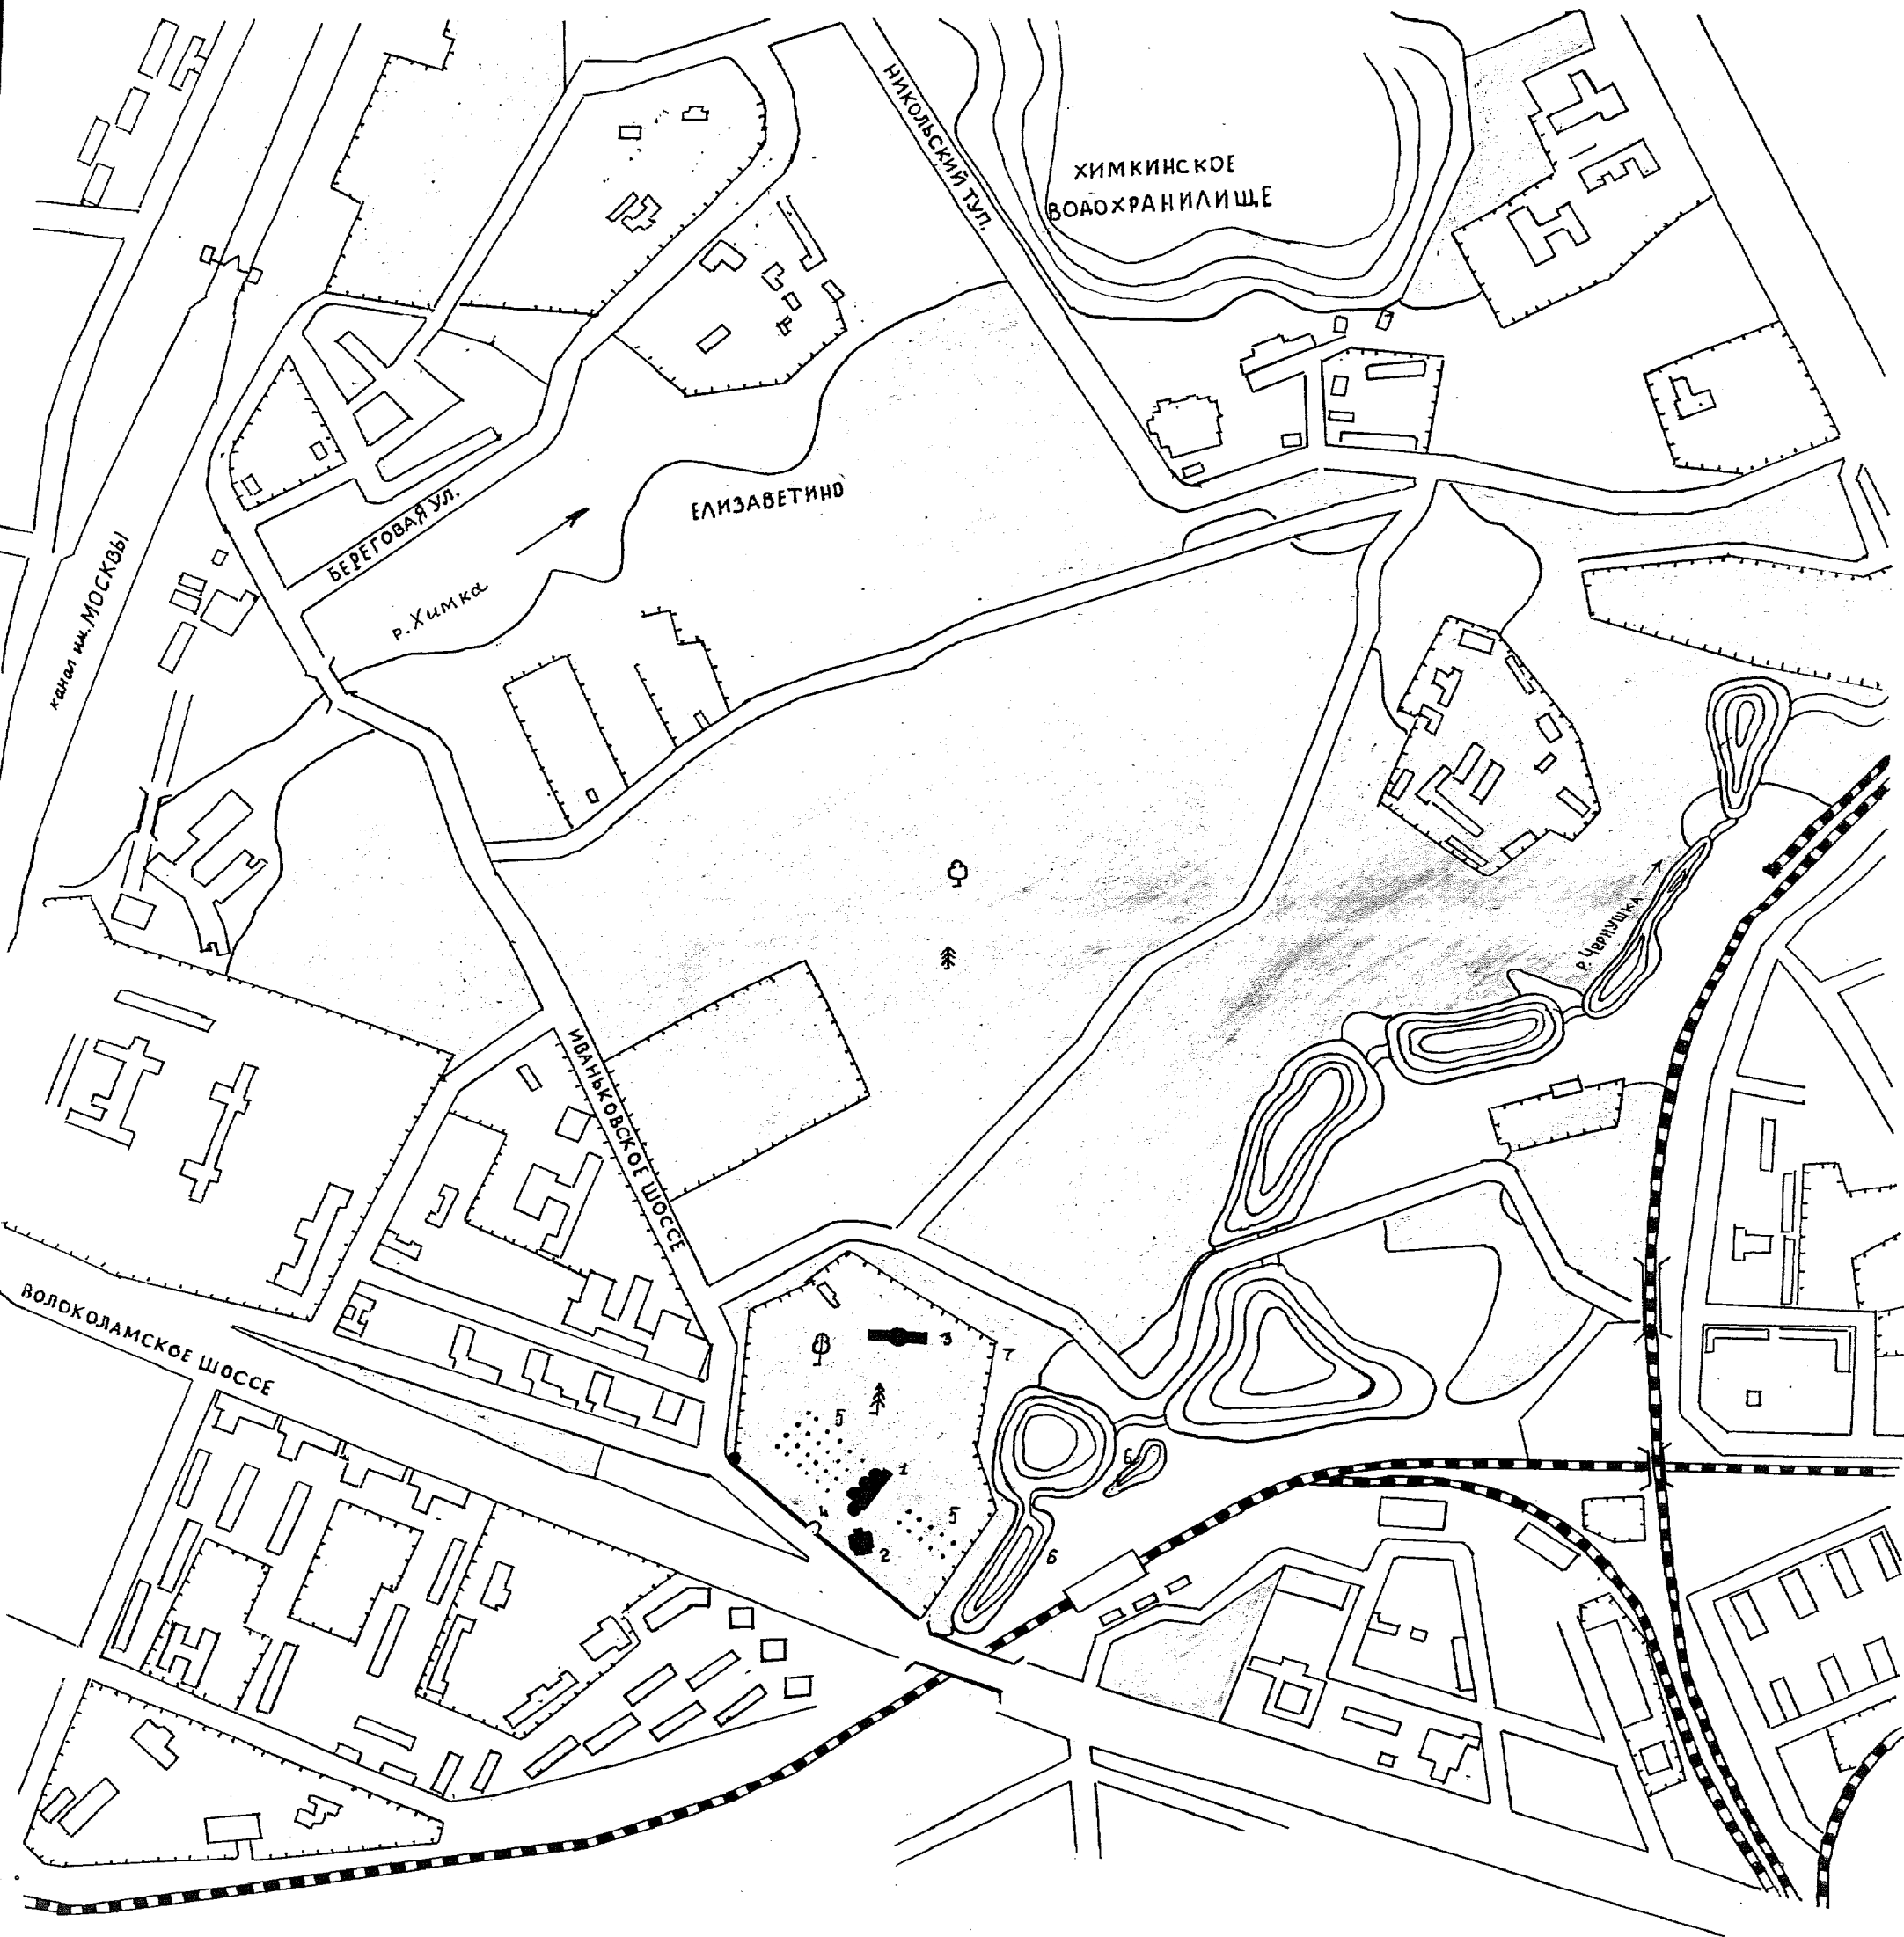 НИКОЛЬСКИЙ ТУП.
ХИМКИНСКОЕ
ВОДОХРАНИЛИЩЕ
ЕЛИЗАВЕТИНО
БЕРЕГОВАЯ УЛ.
р. Химка
канал им. МОСКВЫ
р. Чернушка
ИВАНЬКОВСКОЕ ШОССЕ
ВОЛОКОЛАМСКОЕ ШОССЕ
3
7
5
1
6
4
5
2
6